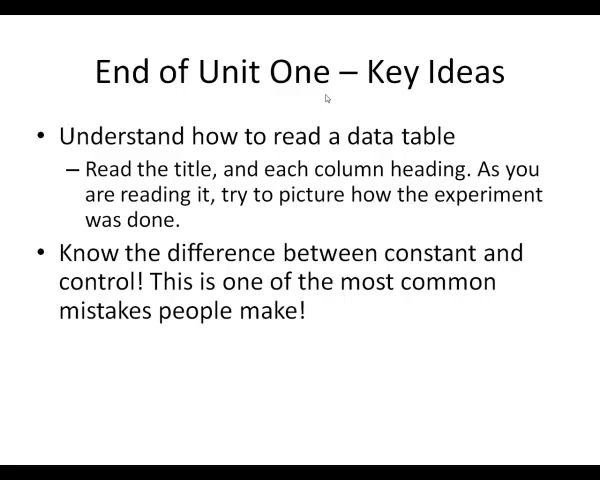 End of Unit One – Key Ideas
• Understand how to read a data table
– Read the title, and each column heading. As you
are reading it, try to picture how the experiment
was done.
• Know the difference between constant and
control! This is one of the most common
mistakes people make!